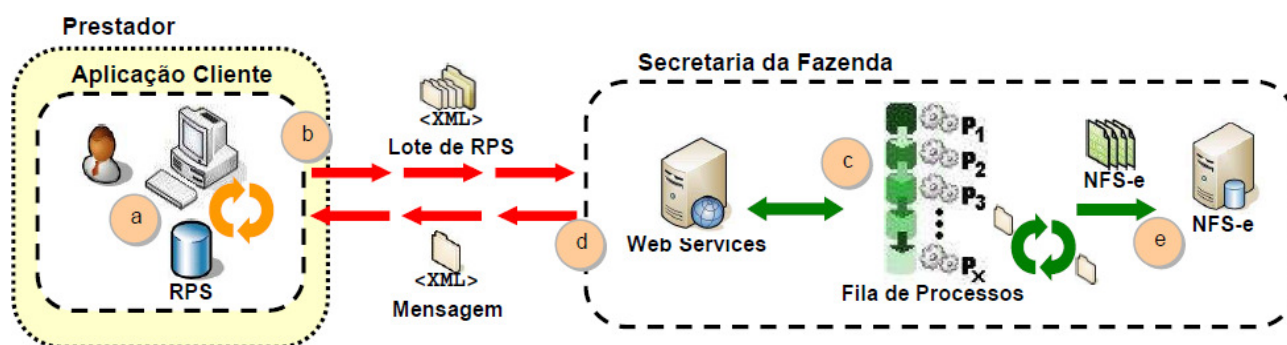 Prestador
Aplicação Cliente
a
RPS
b
<XML>
Lote de RPS
<XML>
Mensagem
d
Secretaria da Fazenda
Web Services
c
P1
P2
P3
Px
Fila de Processos
NFS-e
e
NFS-e